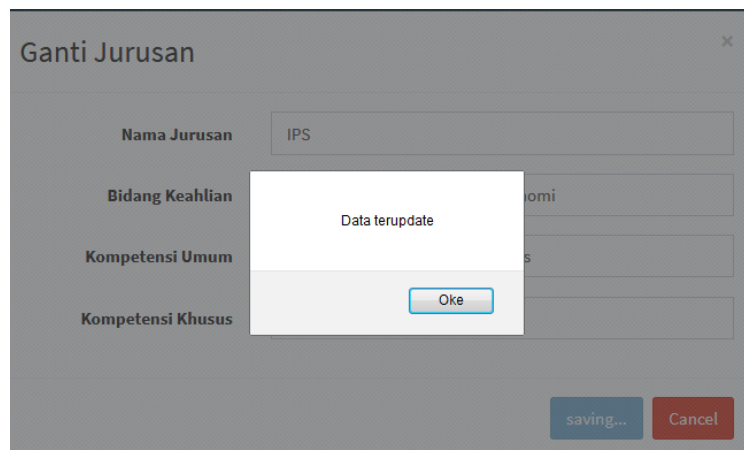 Ganti Jurusan
×
Nama Jurusan
IPS
Bidang Keahlian
Kompetensi Umum
Kompetensi Khusus
Data terupdate
Oke
saving...
Cancel